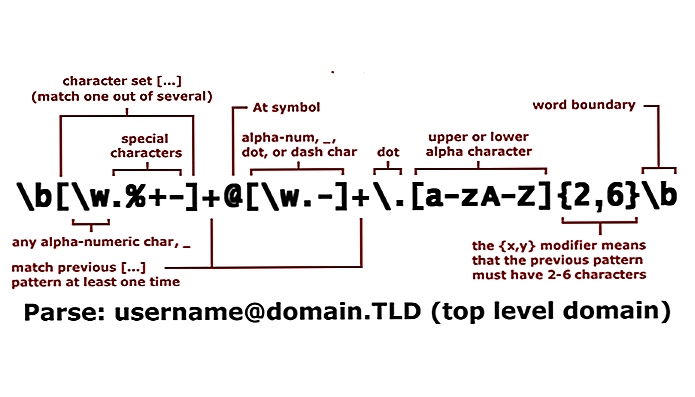 character set [...]
(match one out of several)
At symbol
word boundary
special
characters
alpha-num, _,
dot, or dash char
dot
upper or lower
alpha character
\b[\w.%+-]+@[\w.-]+\.[a-zA-Z]{2,6}\b
any alpha-numeric char, _
match previous [...]
pattern at least one time
the {x,y} modifier means
that the previous pattern
must have 2-6 characters
Parse: username@domain.TLD (top level domain)